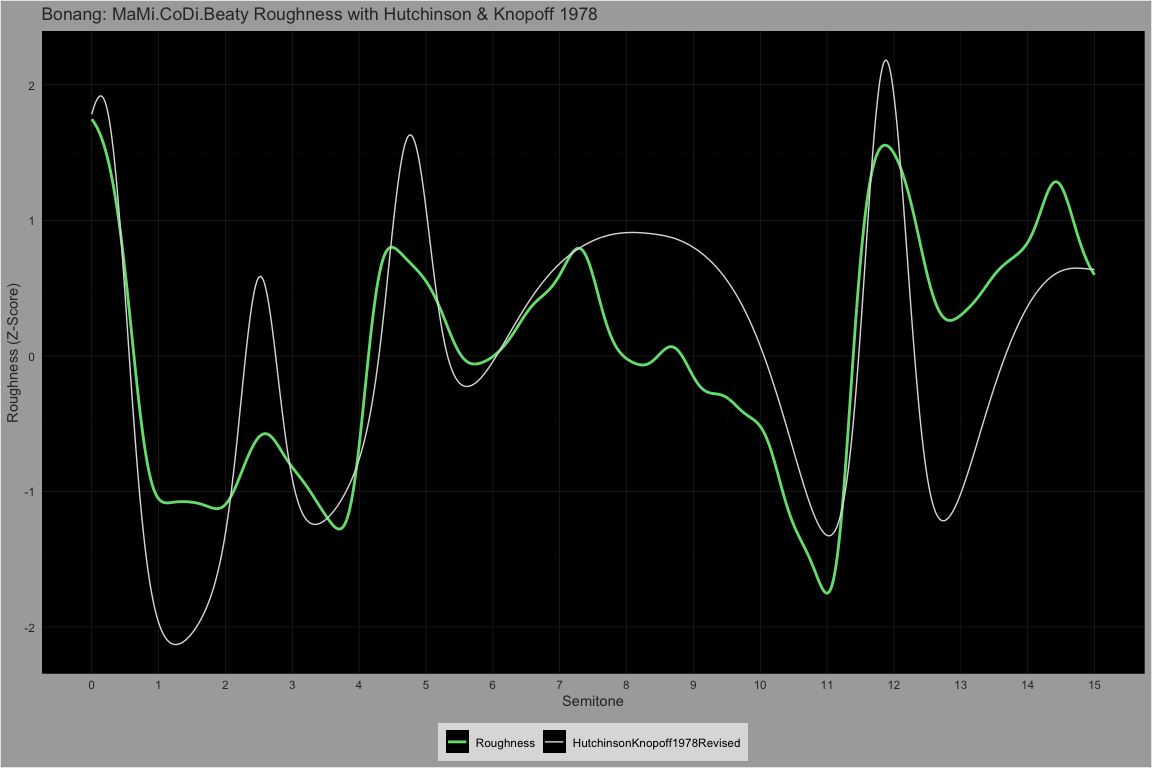 Bonang: MaMi.CoDi.Beaty Roughness with Hutchinson & Knopoff 1978
Roughness (Z-Score)
2
1
0
-1
-2
0 1 2 3 4 5 6 7 8 9 10 11 12 13 14 15
Semitone
Roughness HutchinsonKnopoff1978Revised